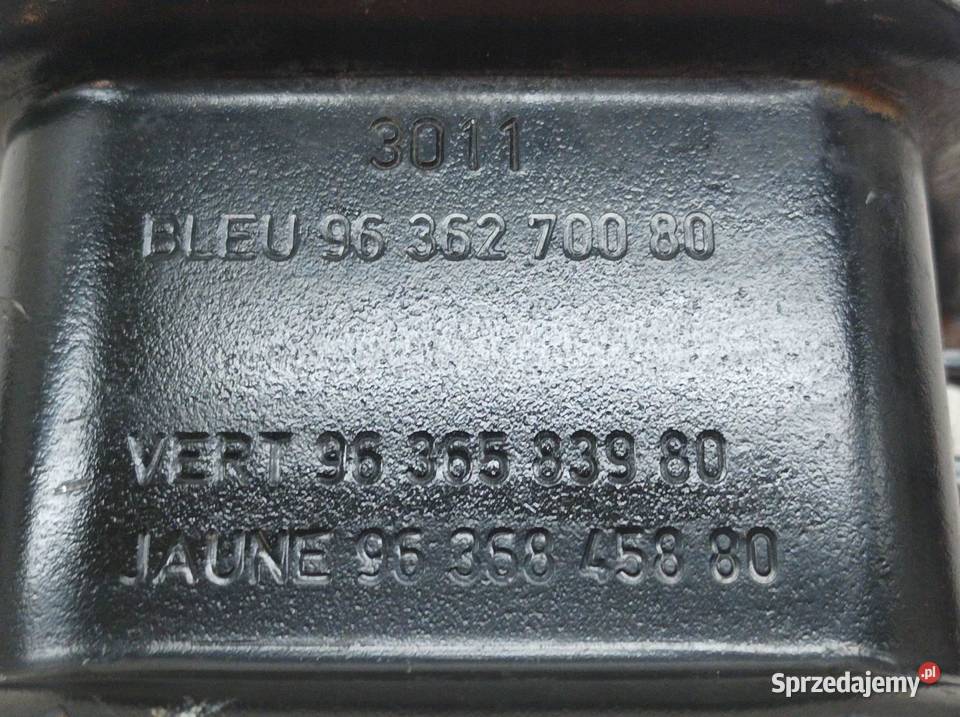 3011
BLEU 96 362 700 80
VERT 96 365 839 80
JAUNE 96 368 458 80
Sprzedajemy.pl